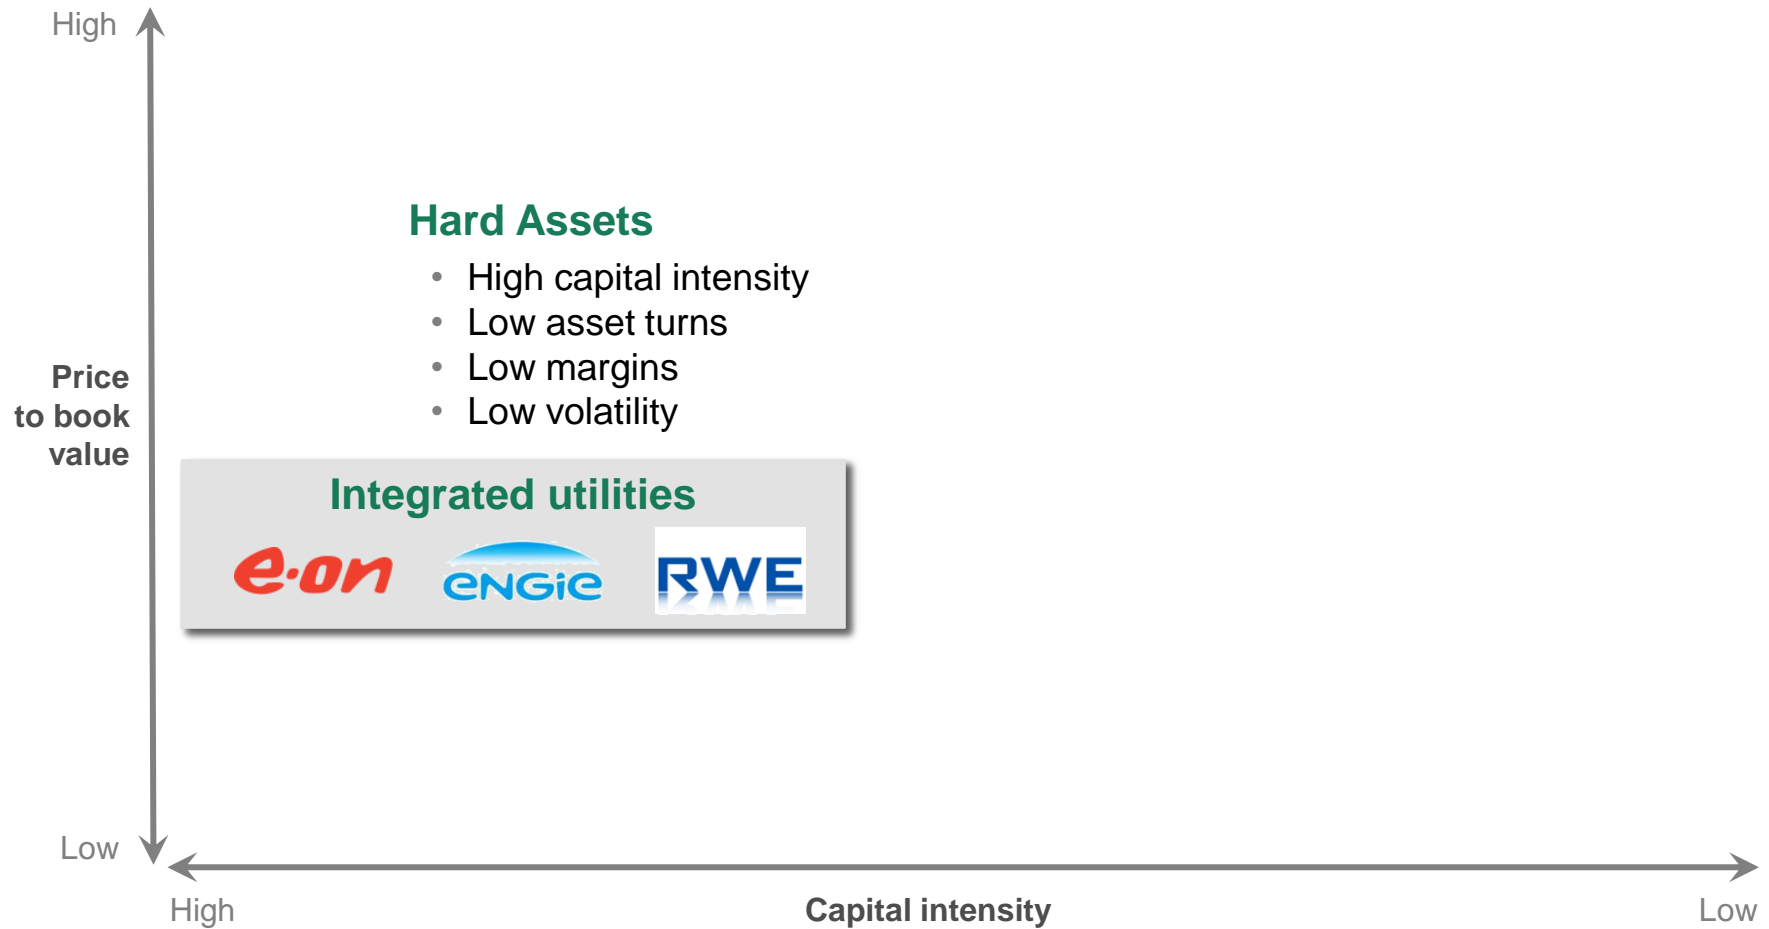 High
Hard Assets
• High capital intensity
• Low asset turns
• Low margins
• Low volatility
Price
to book
value
Integrated utilities
e·on
eNGie
RWE
Low
High
Capital intensity
Low